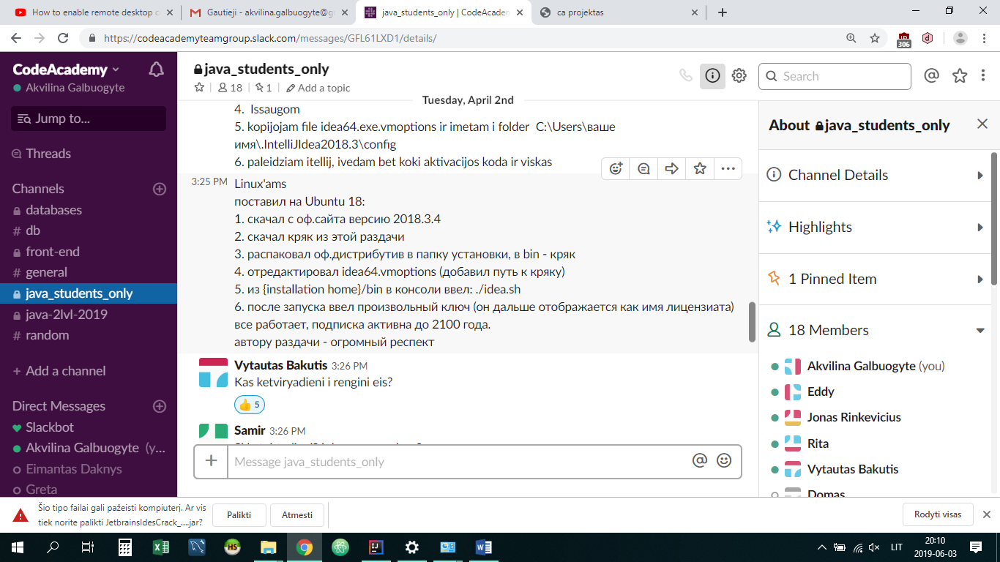 How to enable remote desktop c
Gautieji - akvilina.galbuogyte@g
java_students_only | CodeAcaden
ca projektas
https://codeacademyteamgroup.slack.com/messages/GFL61LXD1/details/
306
CodeAcademy
Akvilina Galbuogyte
Jump to...
Threads
Channels
databases
# db
front-end
# general
java_students_only
java-2lvl-2019
# random
+ Add a channel
Direct Messages
Slackbot
Akvilina Galbuogyte (y...
Eimantas Daknys
Greta
java_students_only
18
1
Add a topic
Search
Tuesday, April 2nd
4. Issaugom
5. kopijojam file idea64.exe.vmoptions ir imetam i folder C:\Users\ваше
имя\.IntelliJIdea2018.3\config
6. paleidziam itellij, ivedam bet koki aktivacijos koda ir viskas
3:25 PM
Linux'ams
поставил на Ubuntu 18:
1. скачал с оф.сайта версию 2018.3.4
2. скачал кряк из этой раздачи
3. распаковал оф.дистрибутив в папку установки, в bin - кряк
4. отредактировал idea64.vmoptions (добавил путь к кряку)
5. из {installation home}/bin в консоли ввел: ./idea.sh
6. после запуска ввел произвольный ключ (он дальше отображается как имя лицензиата)
все работает, подписка активна до 2100 года.
автору раздачи - огромный респект
Vytautas Bakutis 3:26 PM
Kas ketviryadieni i rengini eis?
5
Samir 3:26 PM
Message java_students_only
About java_students_only
Channel Details
Highlights
1 Pinned Item
18 Members
Akvilina Galbuogyte (you)
Eddy
Jonas Rinkevicius
Rita
Vytautas Bakutis
Domas
Šio tipo failai gali pažeisti kompiuterį. Ar vis
tiek norite palikti JetbrainsIdesCrack_....jar?
Palikti
Atmesti
Rodyti visas
HS
IJ
LIT
20:10
2019-06-03